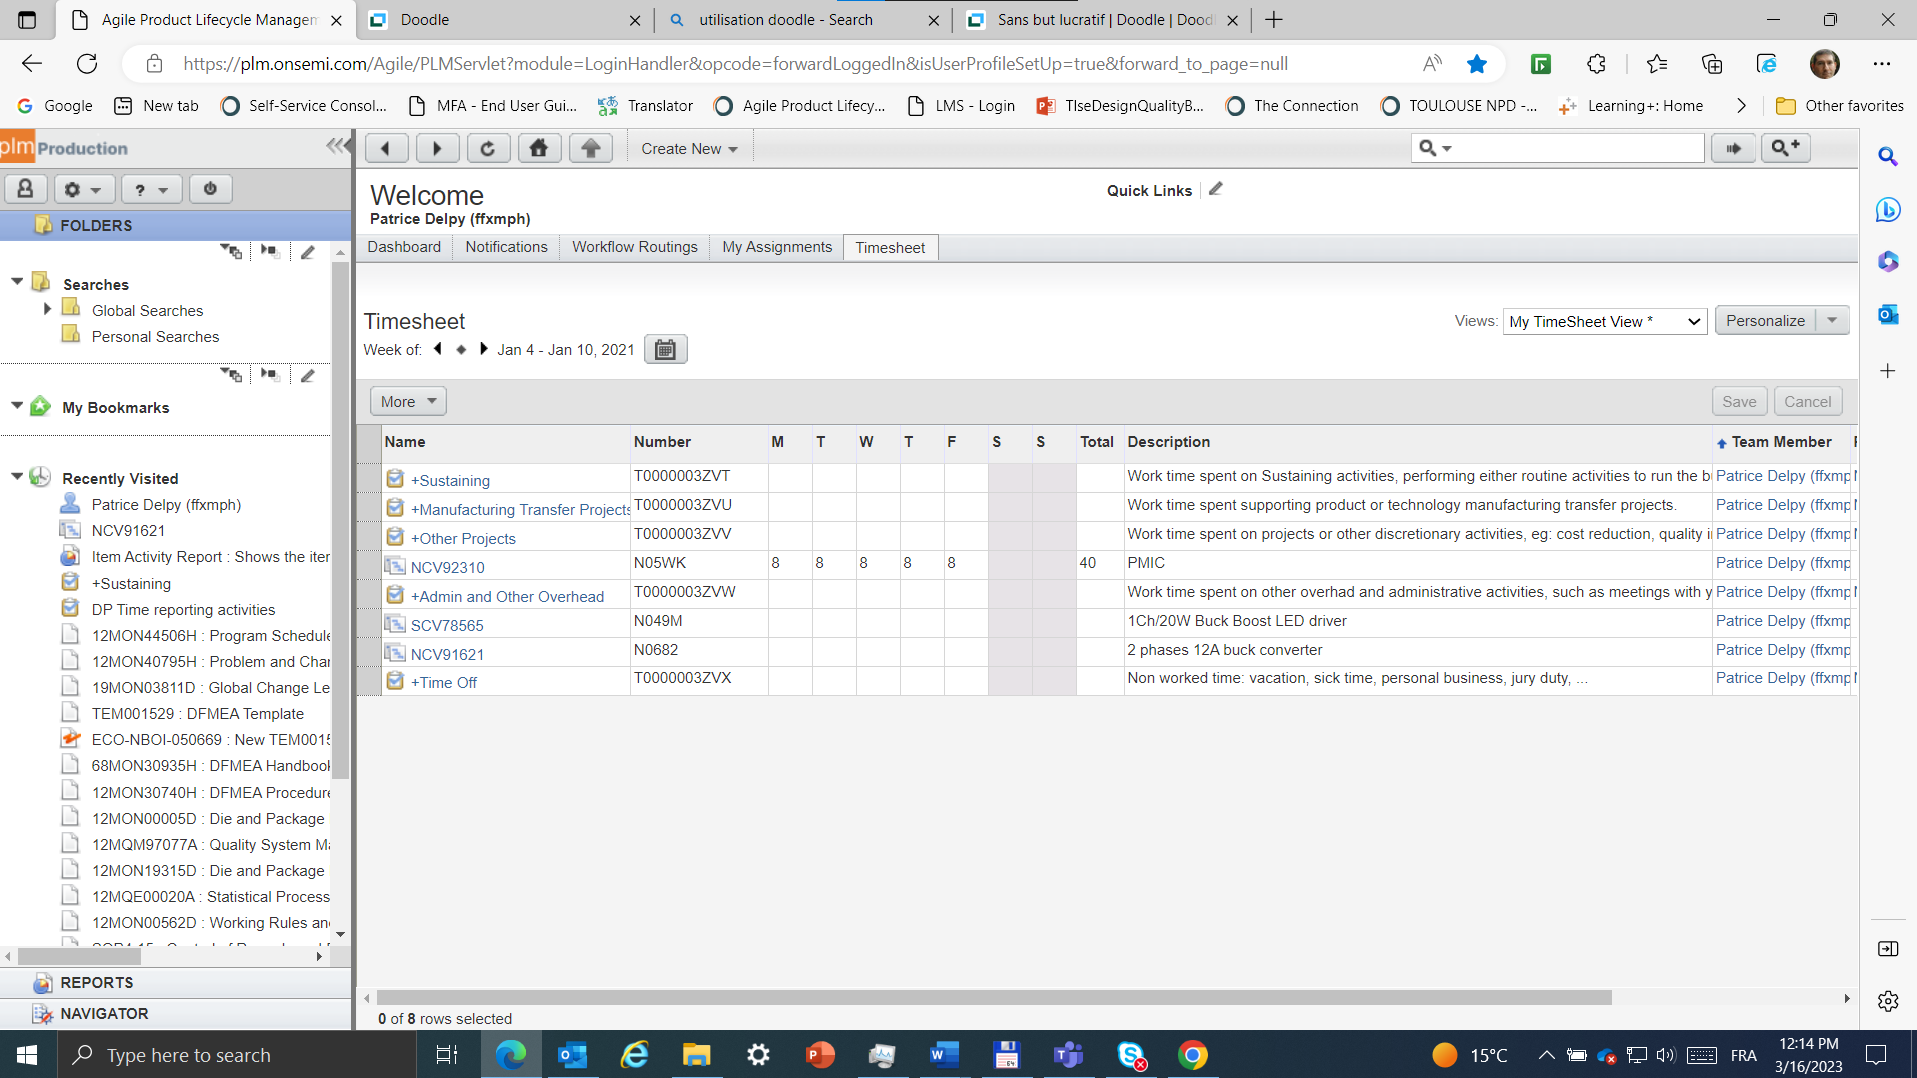 Agile Product Lifecycle Managem
Doodle
utilisation doodle - Search
Sans but lucratif | Doodle | Dood
https://plm.onsemi.com/Agile/PLMServlet?module=LoginHandler&opcode=forwardLoggedIn&isUserProfileSetUp=true&forward_to_page=null
Google
New tab
Self-Service Consol...
MFA - End User Gui...
Translator
Agile Product Lifecy...
LMS - Login
TlseDesignQualityB...
The Connection
TOULOUSE NPD -...
Learning+: Home
Other favorites
plm Production
Create New
FOLDERS
Searches
Global Searches
Personal Searches
My Bookmarks
Recently Visited
Patrice Delpy (ffxmph)
NCV91621
Item Activity Report : Shows the iter
+Sustaining
DP Time reporting activities
12MON44506H : Program Schedule
12MON40795H : Problem and Char
19MON03811D : Global Change Le
TEM001529 : DFMEA Template
ECO-NBOI-050669 : New TEM0015
68MON30935H : DFMEA Handbook
12MON30740H : DFMEA Procedure
12MON00005D : Die and Package
12MQM97077A : Quality System Ma
12MON19315D : Die and Package
12MQE00020A : Statistical Process
12MON00562D : Working Rules and
REPORTS
NAVIGATOR
Welcome
Patrice Delpy (ffxmph)
Quick Links
Dashboard
Notifications
Workflow Routings
My Assignments
Timesheet
Timesheet
Views: My TimeSheet View *
Personalize
Week of: Jan 4 - Jan 10, 2021
More
Save
Cancel
Name Number M T W T F S S Total Description Team Member
+Sustaining T0000003ZVT Work time spent on Sustaining activities, performing either routine activities to run the b Patrice Delpy (ffxmp
+Manufacturing Transfer Projects T0000003ZVU Work time spent supporting product or technology manufacturing transfer projects. Patrice Delpy (ffxmp
+Other Projects T0000003ZVV Work time spent on projects or other discretionary activities, eg: cost reduction, quality i Patrice Delpy (ffxmp
NCV92310 N05WK 8 8 8 8 8 40 PMIC Patrice Delpy (ffxmp
+Admin and Other Overhead T0000003ZVW Work time spent on other overhad and administrative activities, such as meetings with y Patrice Delpy (ffxmp
SCV78565 N049M 1Ch/20W Buck Boost LED driver Patrice Delpy (ffxmp
NCV91621 N0682 2 phases 12A buck converter Patrice Delpy (ffxmp
+Time Off T0000003ZVX Non worked time: vacation, sick time, personal business, jury duty, ... Patrice Delpy (ffxmp
0 of 8 rows selected
Type here to search
15°C
FRA
12:14 PM
3/16/2023